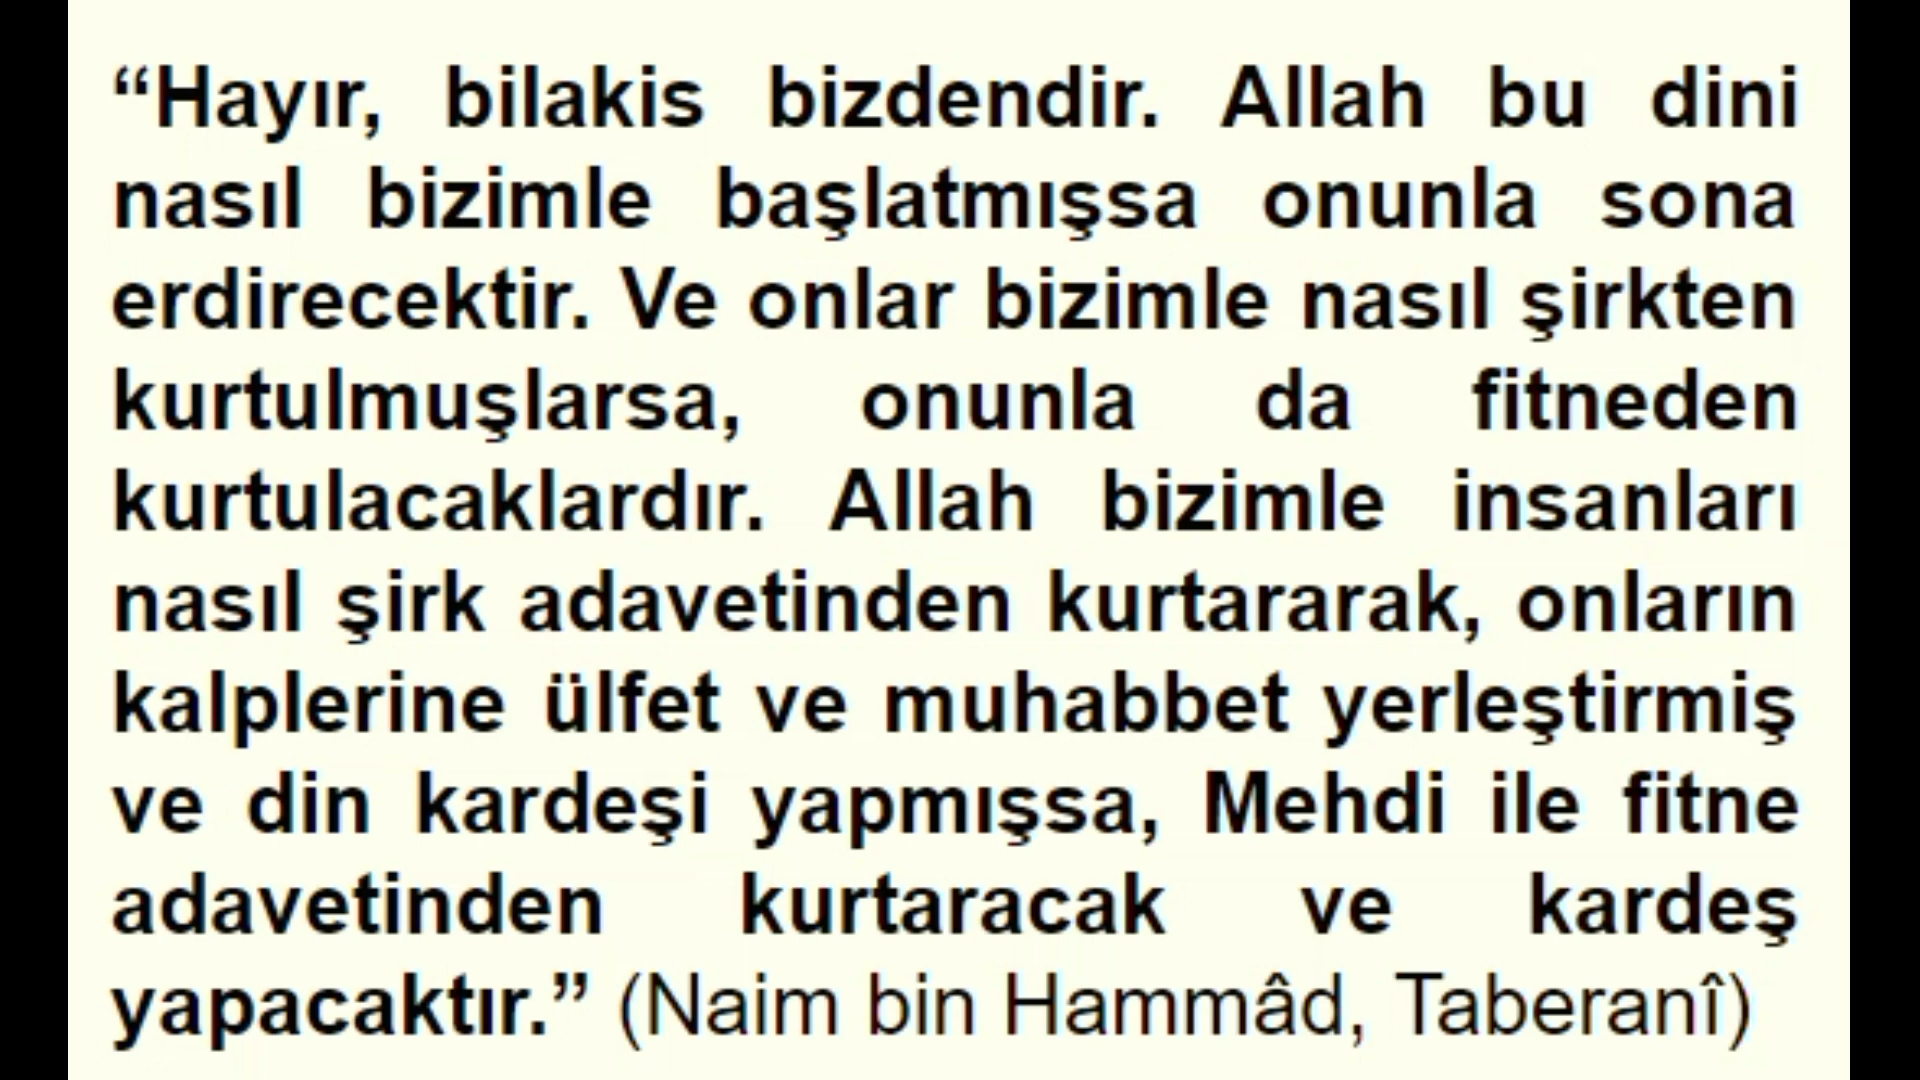 “Hayır, bilakis bizdendir. Allah bu dini
nasıl bizimle başlatmışsa onunla sona
erdirecektir. Ve onlar bizimle nasıl şirkten
kurtulmuşlarsa, onunla da fitneden
kurtulacaklardır. Allah bizimle insanları
nasıl şirk adavetinden kurtararak, onların
kalplerine ülfet ve muhabbet yerleştirmiş
ve din kardeşi yapmışsa, Mehdi ile fitne
adavetinden kurtaracak ve kardeş
yapacaktır.” (Naim bin Hammâd, Taberanî)